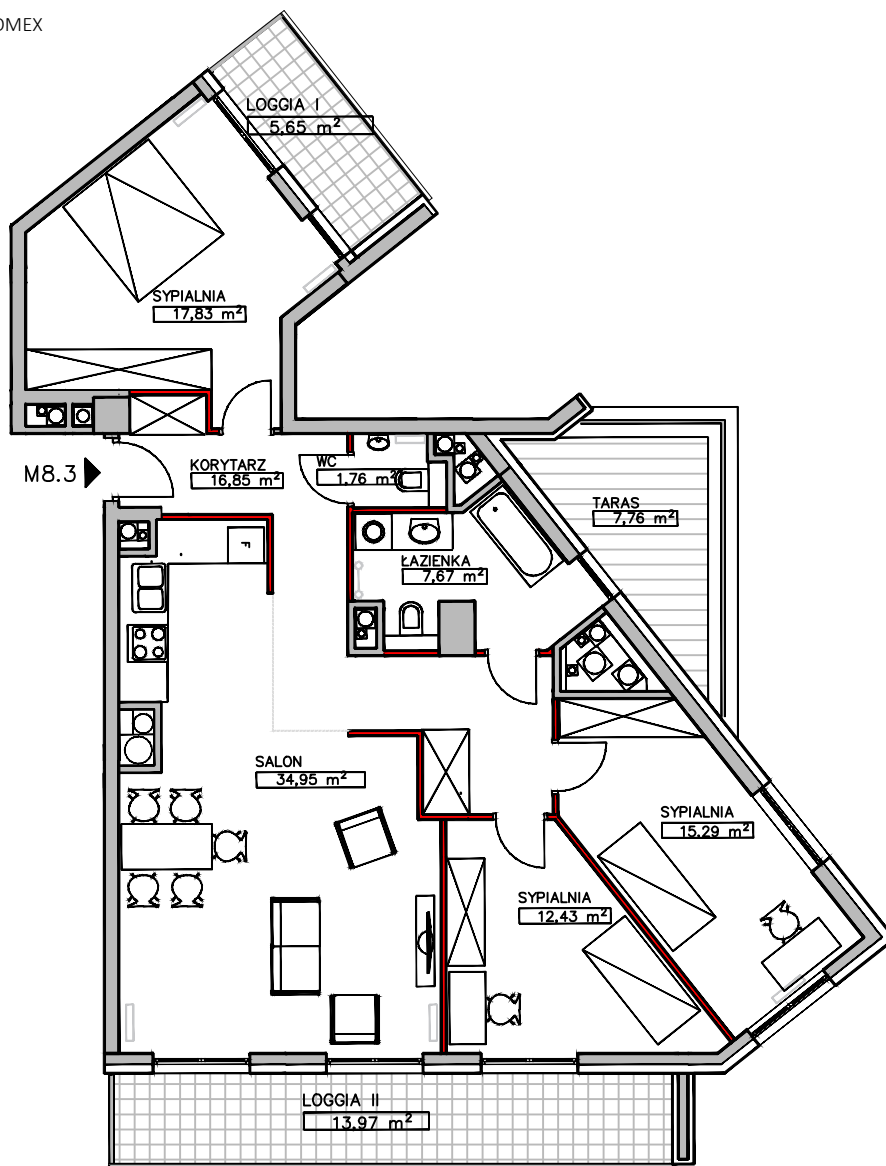 OMEX
LOGGIA I
5,65 m²
SYPIALNIA
17,83 m²
M8.3
KORYTARZ
16,85 m²
WC
1.76 m²
TARAS
7,76 m²
ŁAZIENKA
7,67 m²
F
SALON
34,95 m²
SYPIALNIA
15.29 m²
SYPIALNIA
12,43 m²
LOGGIA II
13,97 m²